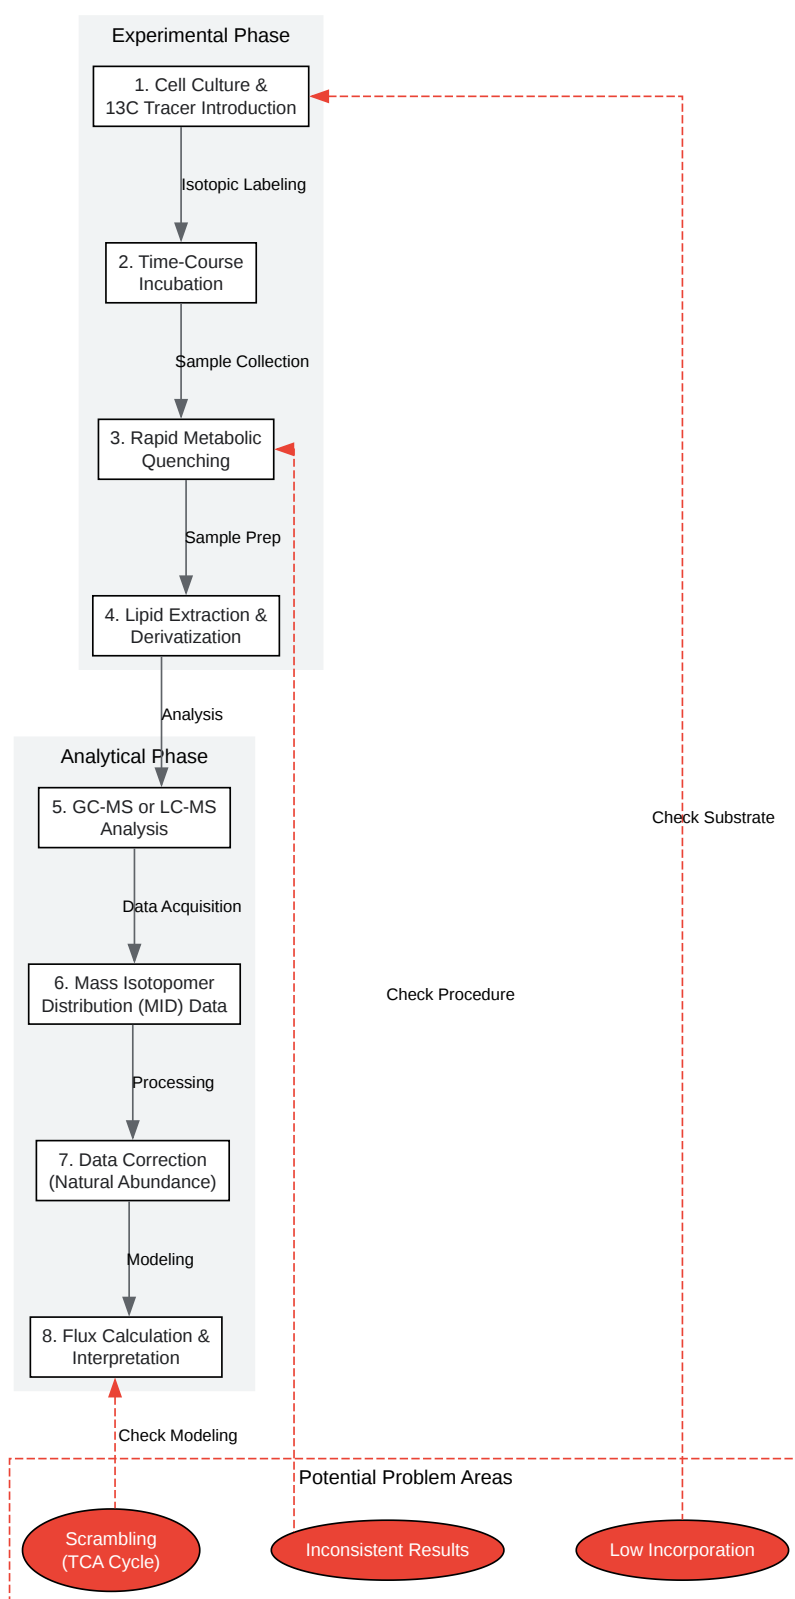 Experimental Phase
1. Cell Culture &
13C Tracer Introduction
Isotopic Labeling
2. Time-Course
Incubation
Sample Collection
3. Rapid Metabolic
Quenching
Sample Prep
4. Lipid Extraction &
Derivatization
Analysis
Analytical Phase
5. GC-MS or LC-MS
Analysis
Check Substrate
Data Acquisition
6. Mass Isotopomer
Distribution (MID) Data
Check Procedure
Processing
7. Data Correction
(Natural Abundance)
Modeling
8. Flux Calculation &
Interpretation
Check Modeling
Potential Problem Areas
Scrambling
(TCA Cycle)
Inconsistent Results
Low Incorporation